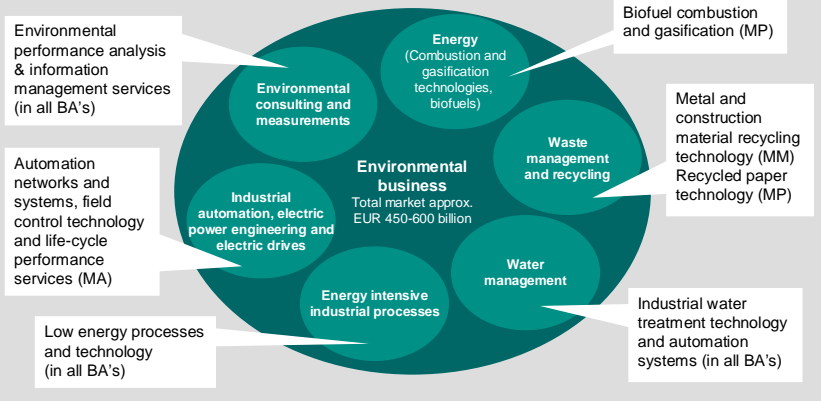 Environmental
performance analysis
& information
management services
(in all BA's)
Energy
(Combustion and
gasification
technologies,
biofuels)
Biofuel combustion
and gasification (MP)
Environmental
consulting and
measurements
Metal and
construction
material recycling
technology (MM)
Recycled paper
technology (MP)
Waste
management
and recycling
Environmental
business
Total market approx.
EUR 450-600 billion
Automation
networks and
systems, field
control technology
and life-cycle
performance
services (MA)
Industrial
automation, electric
power engineering and
electric drives
Water
management
Energy intensive
industrial processes
Industrial water
treatment technology
and automation
systems (in all BA's)
Low energy processes
and technology
(in all BA's)